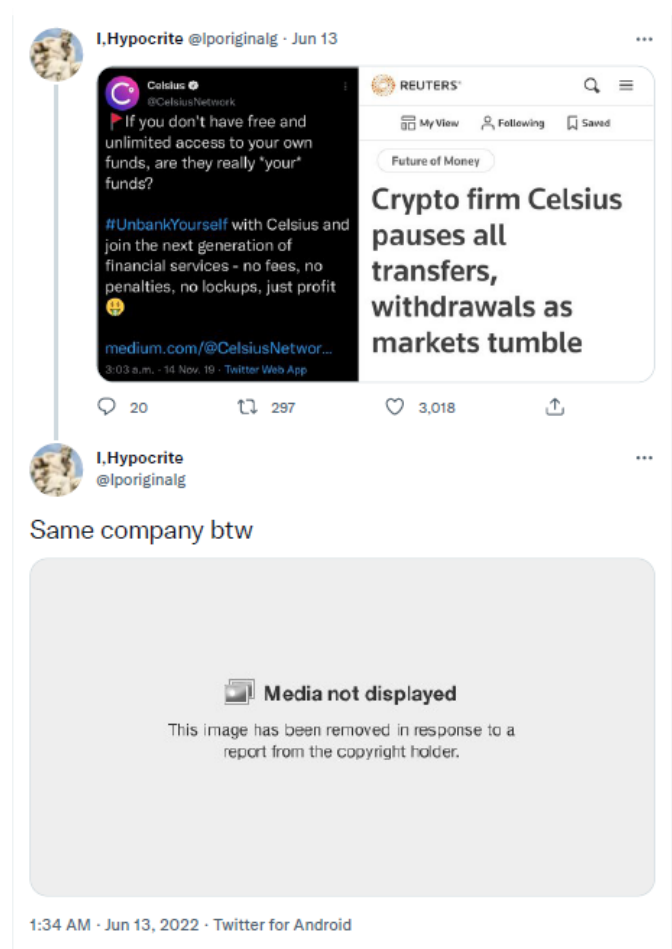 I,Hypocrite @lporiginalg · Jun 13
Celsius
@CelsiusNetwork
🚩If you don't have free and
unlimited access to your own
funds, are they really *your*
funds?
#UnbankYourself with Celsius and
join the next generation of
financial services - no fees, no
penalties, no lockups, just profit
🤑
medium.com/@CelsiusNetwor...
3:03 a.m. · 14 Nov. 19 · Twitter Web App
REUTERS®
My View Following Saved
Future of Money
Crypto firm Celsius
pauses all
transfers,
withdrawals as
markets tumble
20 297 3,018
I,Hypocrite
@lporiginalg
Same company btw
Media not displayed
This image has been removed in response to a
report from the copyright holder.
1:34 AM · Jun 13, 2022 · Twitter for Android